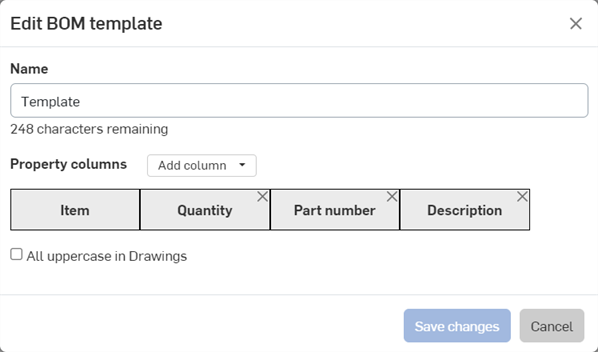 Edit BOM template
Name
Template
248 characters remaining
Property columns Add column
Item Quantity Part number Description
All uppercase in Drawings
Save changes Cancel